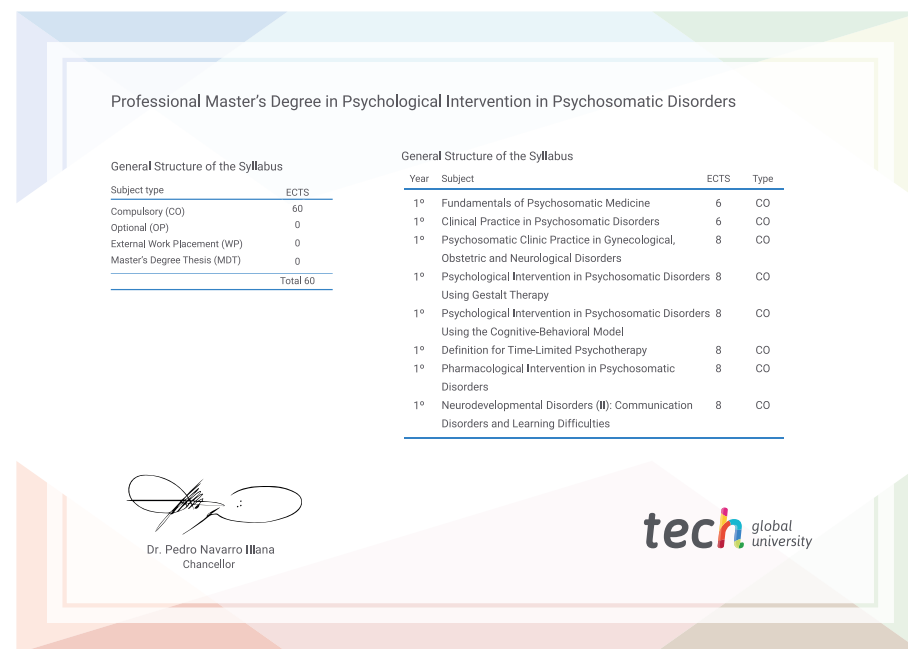 Professional Master's Degree in Psychological Intervention in Psychosomatic Disorders
General Structure of the Syllabus
Subject type ECTS
Compulsory (CO) 60
Optional (OP) 0
External Work Placement (WP) 0
Master's Degree Thesis (MDT) 0
Total 60
General Structure of the Syllabus
Year Subject ECTS Type
1º Fundamentals of Psychosomatic Medicine 6 CO
1º Clinical Practice in Psychosomatic Disorders 6 CO
1º Psychosomatic Clinic Practice in Gynecological, 8 CO
Obstetric and Neurological Disorders
1º Psychological Intervention in Psychosomatic Disorders 8 CO
Using Gestalt Therapy
1º Psychological Intervention in Psychosomatic Disorders 8 CO
Using the Cognitive-Behavioral Model
1º Definition for Time-Limited Psychotherapy 8 CO
1º Pharmacological Intervention in Psychosomatic 8 CO
Disorders
1º Neurodevelopmental Disorders (II): Communication 8 CO
Disorders and Learning Difficulties
Dr. Pedro Navarro Illana
Chancellor
tech global
university